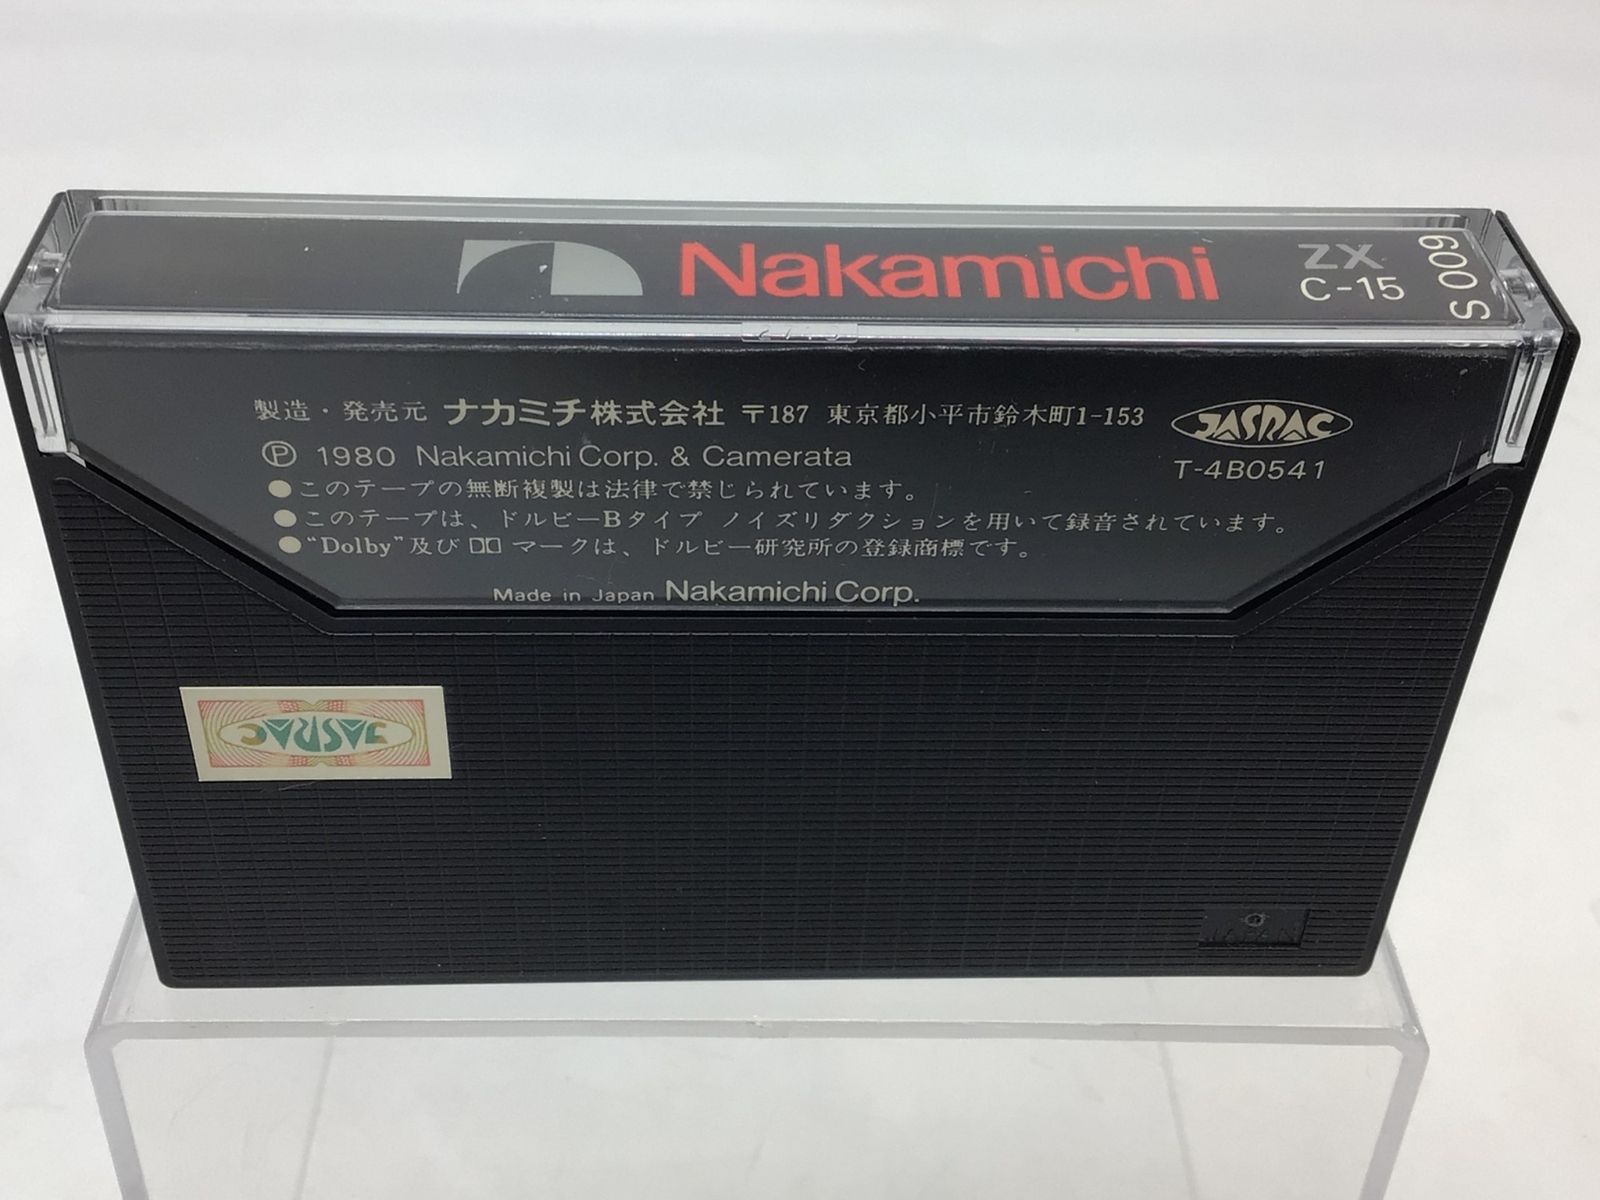 Nakamichi
ZX
C-15
S 009
製造・発売元 ナカミチ株式会社 〒187 東京都小平市鈴木町1-153
JASRAC
T-4B0541
Ⓟ 1980 Nakamichi Corp. & Camerata
●このテープの無断複製は法律で禁じられています。
●このテープは、ドルビーBタイプ ノイズリダクションを用いて録音されています。
●“Dolby”及び マークは、ドルビー研究所の登録商標です。
Made in Japan Nakamichi Corp.
JASRAC
JAPAN